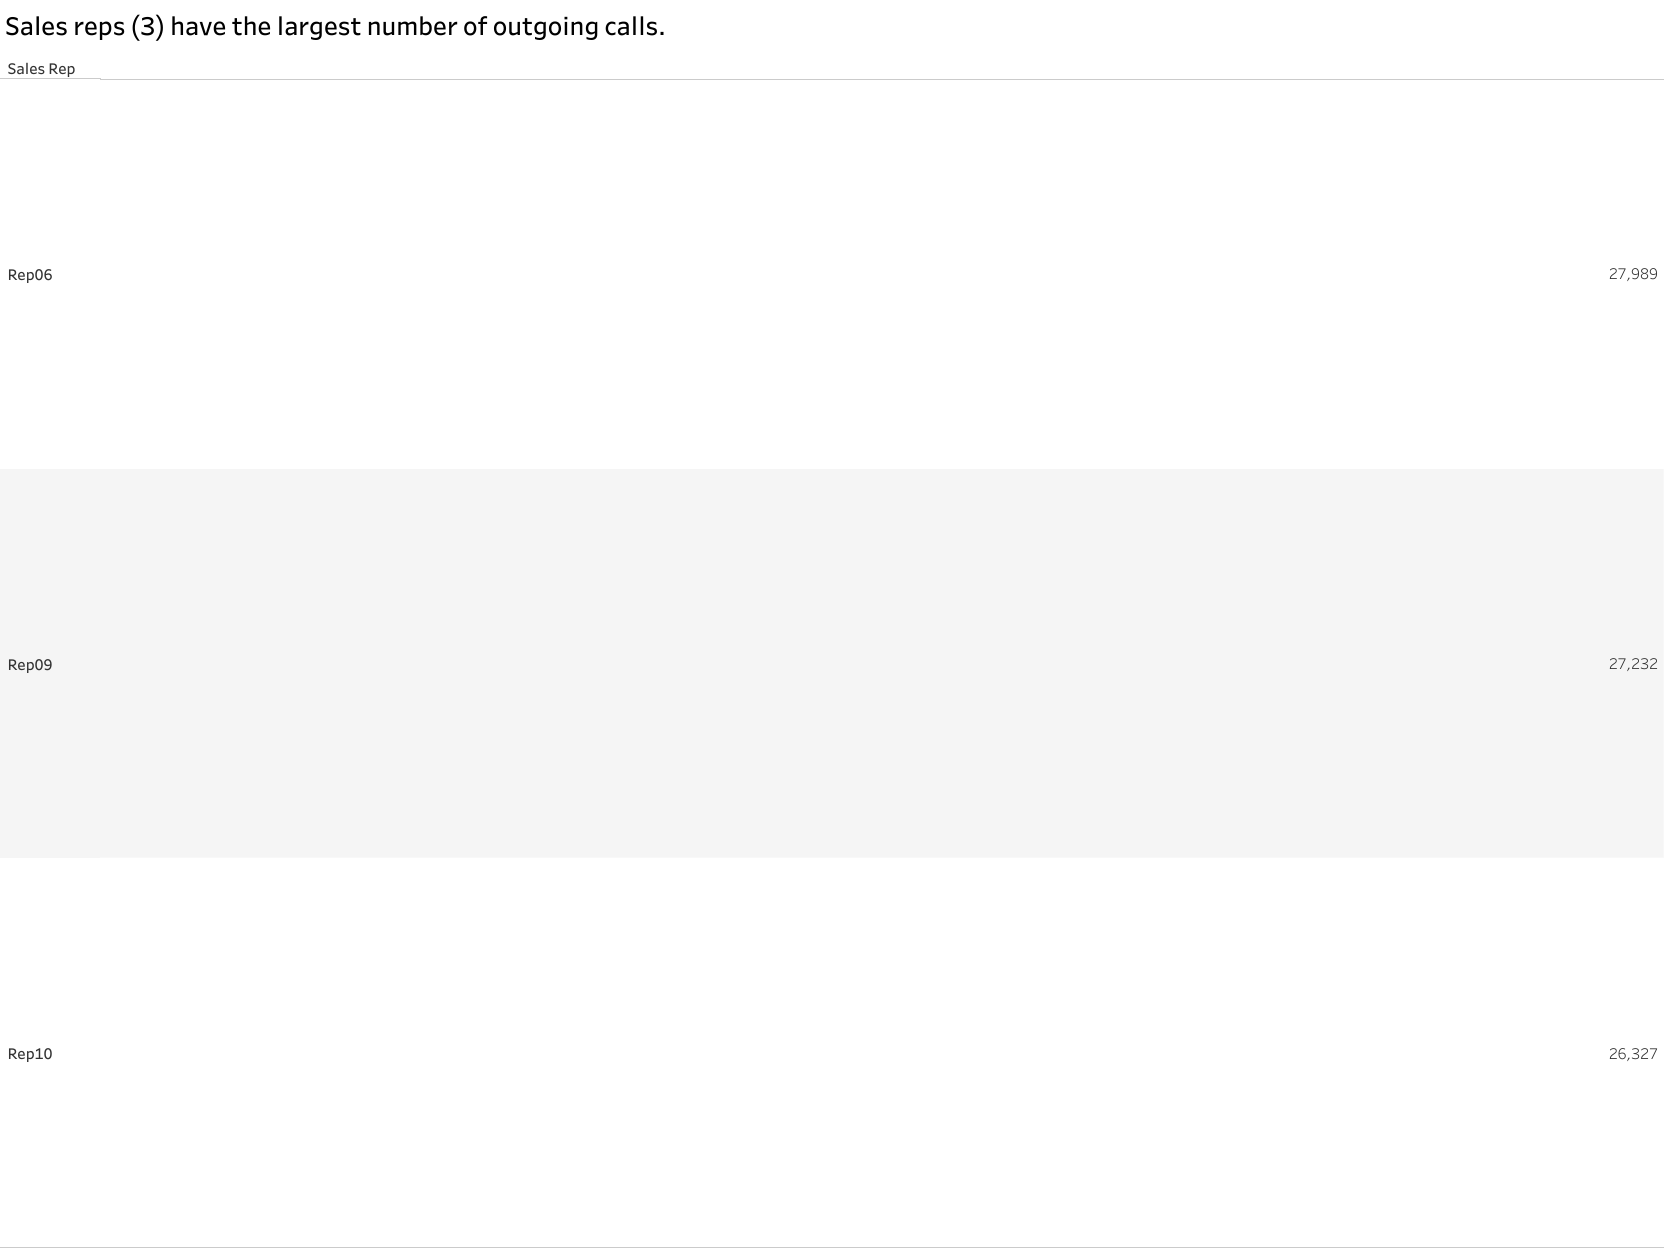 Sales reps (3) have the largest number of outgoing calls.
Sales Rep
Rep06 27,989
Rep09 27,232
Rep10 26,327